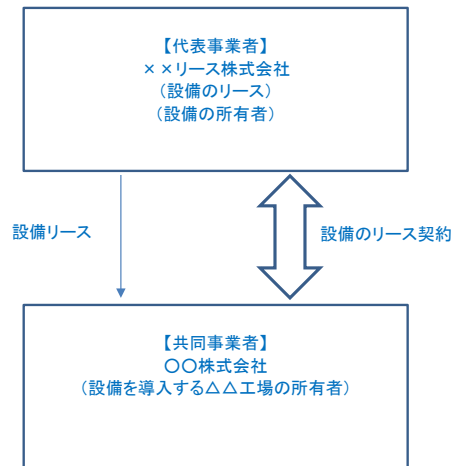 【代表事業者】
××リース株式会社
（設備のリース）
（設備の所有者）
設備リース
設備のリース契約
【共同事業者】
〇〇株式会社
（設備を導入する△△工場の所有者）